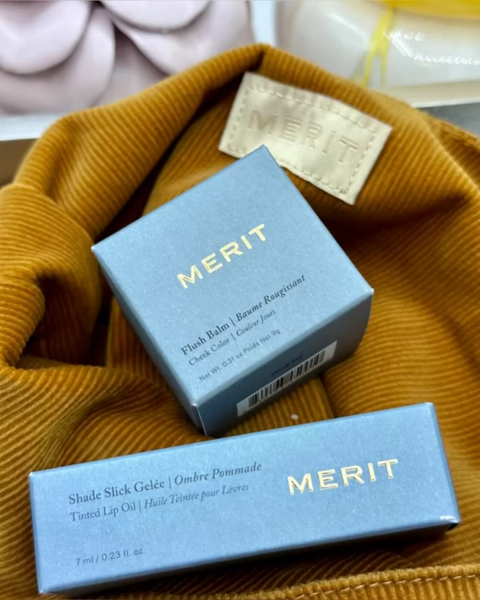 MERIT
MERIT
Flush Balm | Baume Rougissant
Cheek Color | Couleur Joues
Net Wt. 0.31 oz Poids Net 9g
Shade Slick Gelée | Ombre Pommade
Tinted Lip Oil | Huile Teintée pour Lèvres
MERIT
7 ml / 0.23 fl. oz